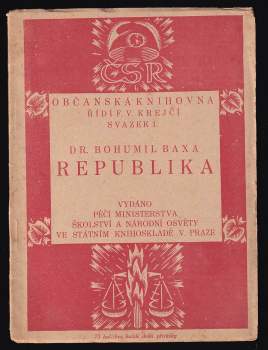 ČSR
OBČANSKÁ KNIHOVNA
ŘÍDÍ F. V. KREJČÍ
SVAZEK 1.
DR. BOHUMIL BAXA
REPUBLIKA
VYDÁNO
PÉČÍ MINISTERSTVA
ŠKOLSTVÍ A NÁRODNÍ OSVĚTY
VE STÁTNÍM KNIHOSKLADĚ V PRAZE